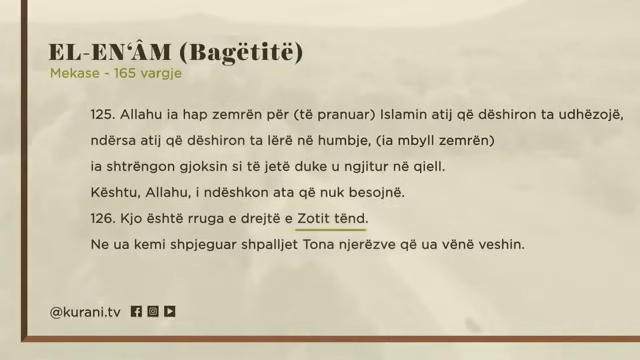 EL-EN‘ÂM (Bagëtitë)
Mekase - 165 vargje
125. Allahu ia hap zemrën për (të pranuar) Islamin atij që dëshiron ta udhëzojë,
ndërsa atij që dëshiron ta lërë në humbje, (ia mbyll zemrën)
ia shtrëngon gjoksin si të jetë duke u ngjitur në qiell.
Kështu, Allahu, i ndëshkon ata që nuk besojnë.
126. Kjo është rruga e drejtë e Zotit tënd.
Ne ua kemi shpjeguar shpalljet Tona njerëzve që ua vënë veshin.
@kurani.tv